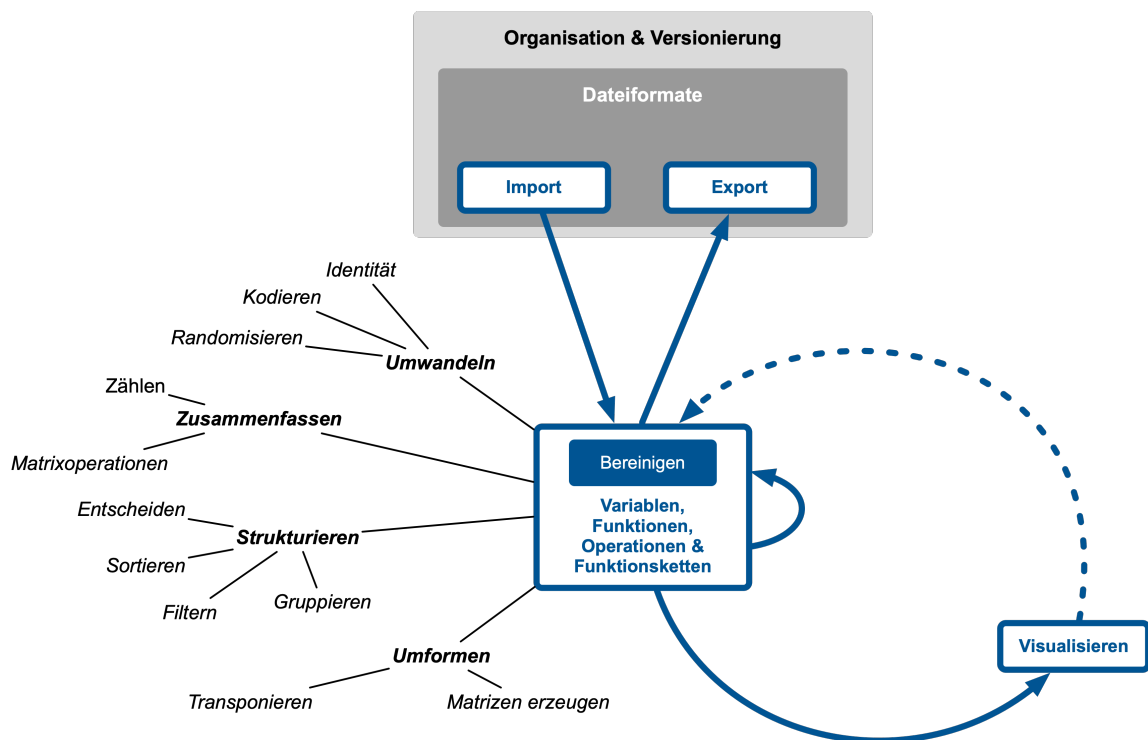 Organisation & Versionierung
Dateiformate
Import
Export
Identität
Kodieren
Randomisieren
Umwandeln
Zählen
Zusammenfassen
Matrixoperationen
Entscheiden
Strukturieren
Sortieren
Filtern
Gruppieren
Umformen
Transponieren
Matrizen erzeugen
Bereinigen
Variablen,
Funktionen,
Operationen &
Funktionsketten
Visualisieren